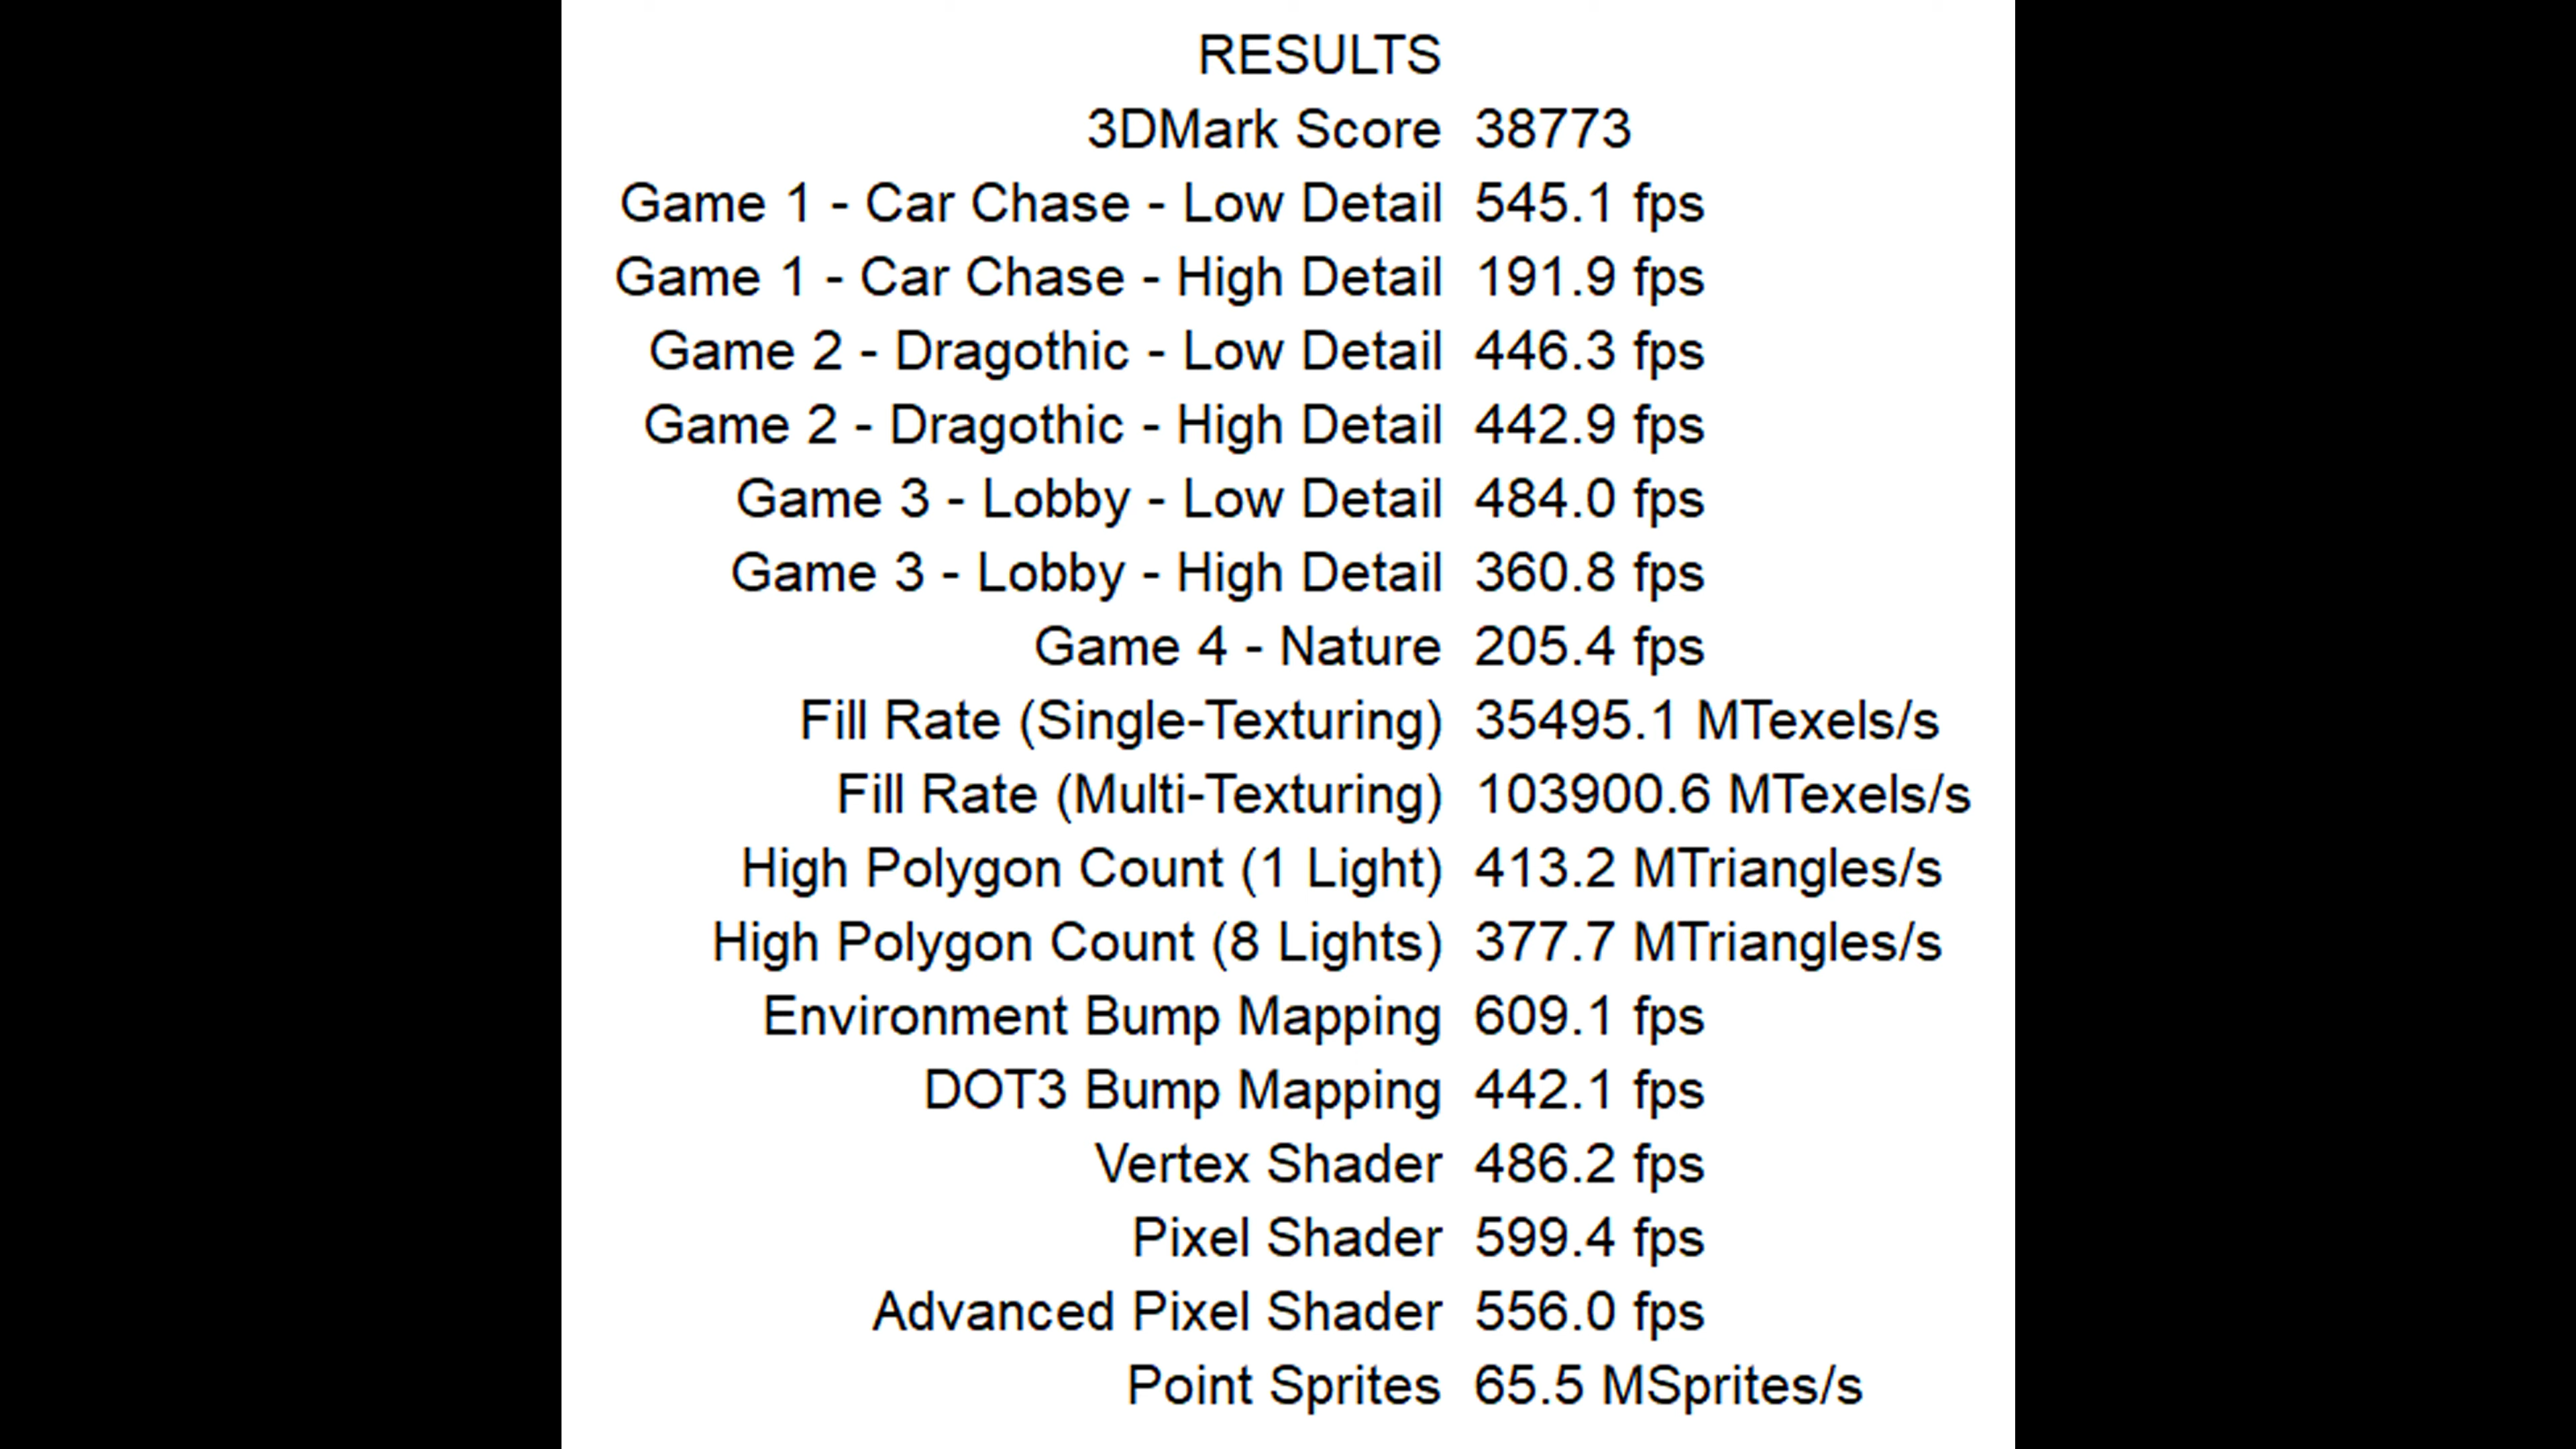 RESULTS
3DMark Score 38773
Game 1 - Car Chase - Low Detail 545.1 fps
Game 1 - Car Chase - High Detail 191.9 fps
Game 2 - Dragothic - Low Detail 446.3 fps
Game 2 - Dragothic - High Detail 442.9 fps
Game 3 - Lobby - Low Detail 484.0 fps
Game 3 - Lobby - High Detail 360.8 fps
Game 4 - Nature 205.4 fps
Fill Rate (Single-Texturing) 35495.1 MTexels/s
Fill Rate (Multi-Texturing) 103900.6 MTexels/s
High Polygon Count (1 Light) 413.2 MTriangles/s
High Polygon Count (8 Lights) 377.7 MTriangles/s
Environment Bump Mapping 609.1 fps
DOT3 Bump Mapping 442.1 fps
Vertex Shader 486.2 fps
Pixel Shader 599.4 fps
Advanced Pixel Shader 556.0 fps
Point Sprites 65.5 MSprites/s